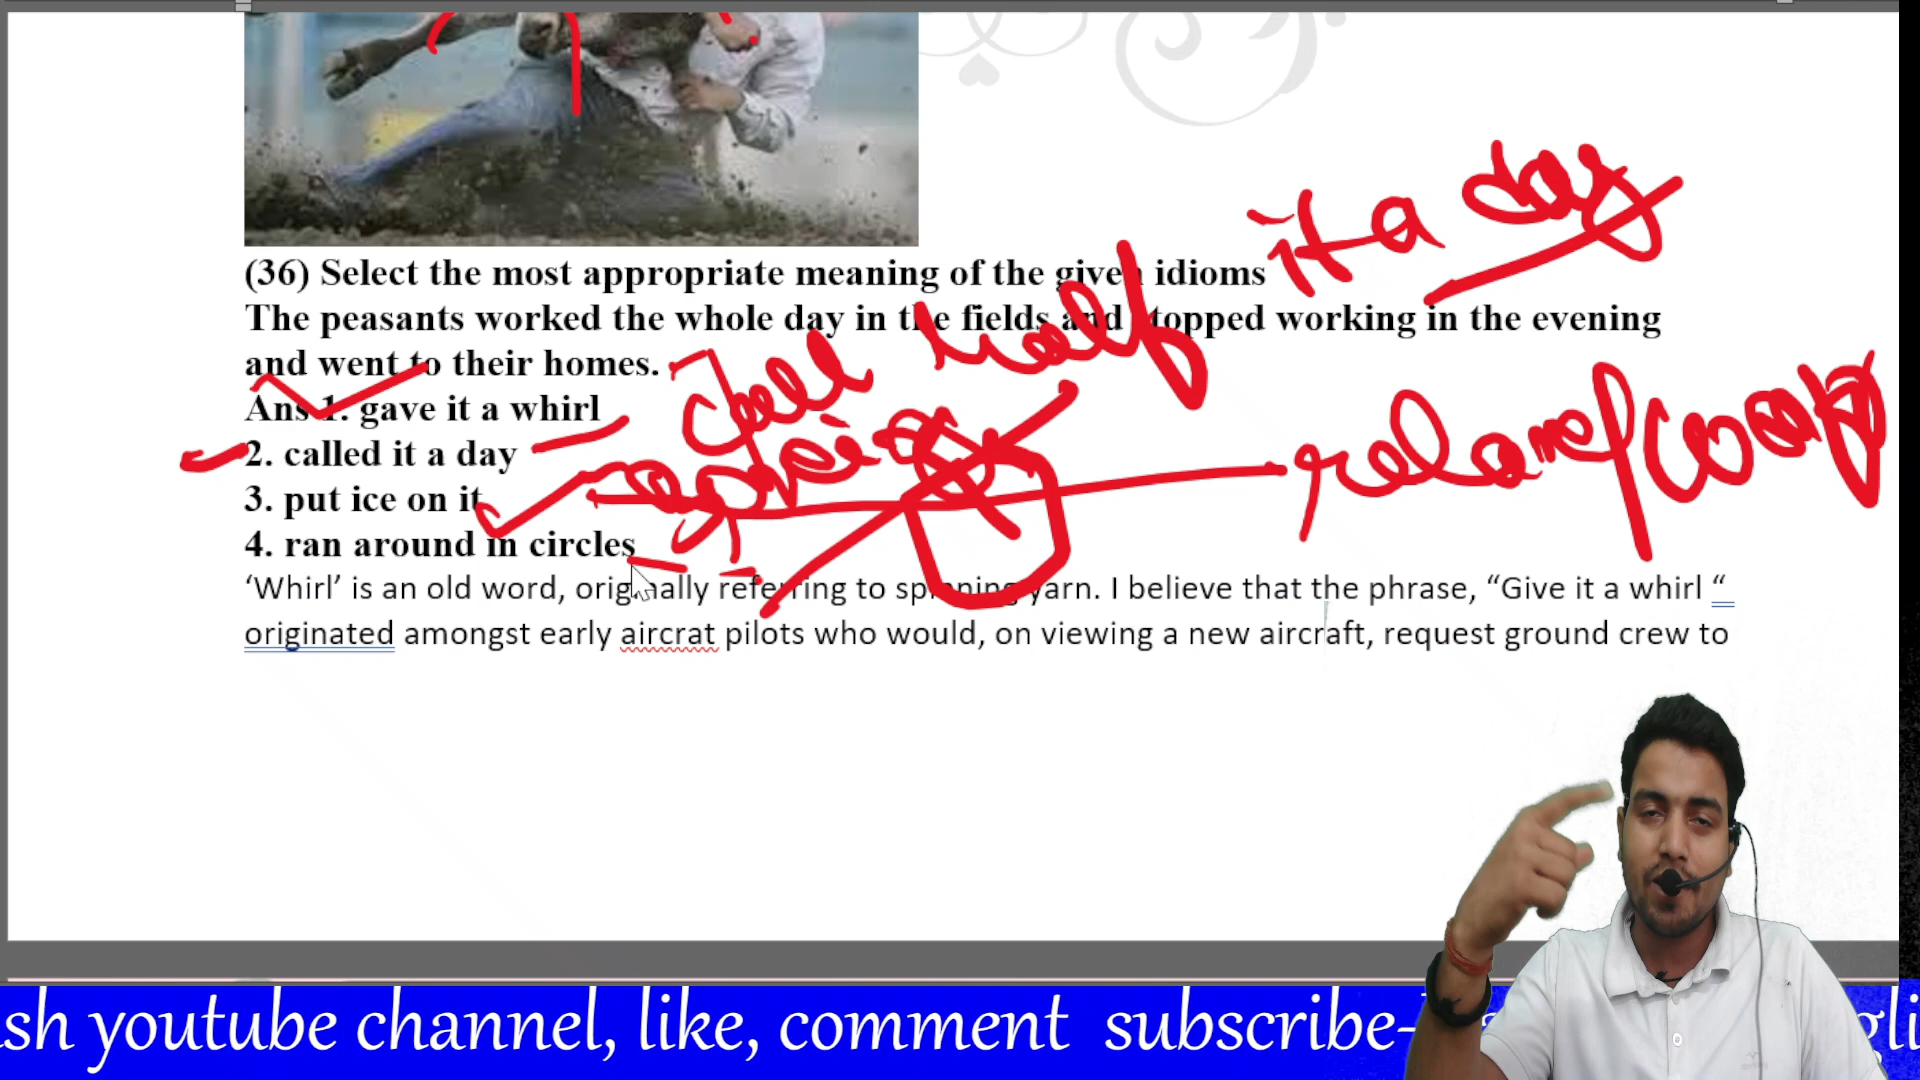 (36) Select the most appropriate meaning of the given idioms
The peasants worked the whole day in the fields and stopped working in the evening
and went to their homes.
Ans 1. gave it a whirl
2. called it a day
3. put ice on it
4. ran around in circles
‘Whirl’ is an old word, originally referring to spinning yarn. I believe that the phrase, “Give it a whirl “
originated amongst early aircrat pilots who would, on viewing a new aircraft, request ground crew to
call half it a day
sh youtube channel, like, comment subscribe-